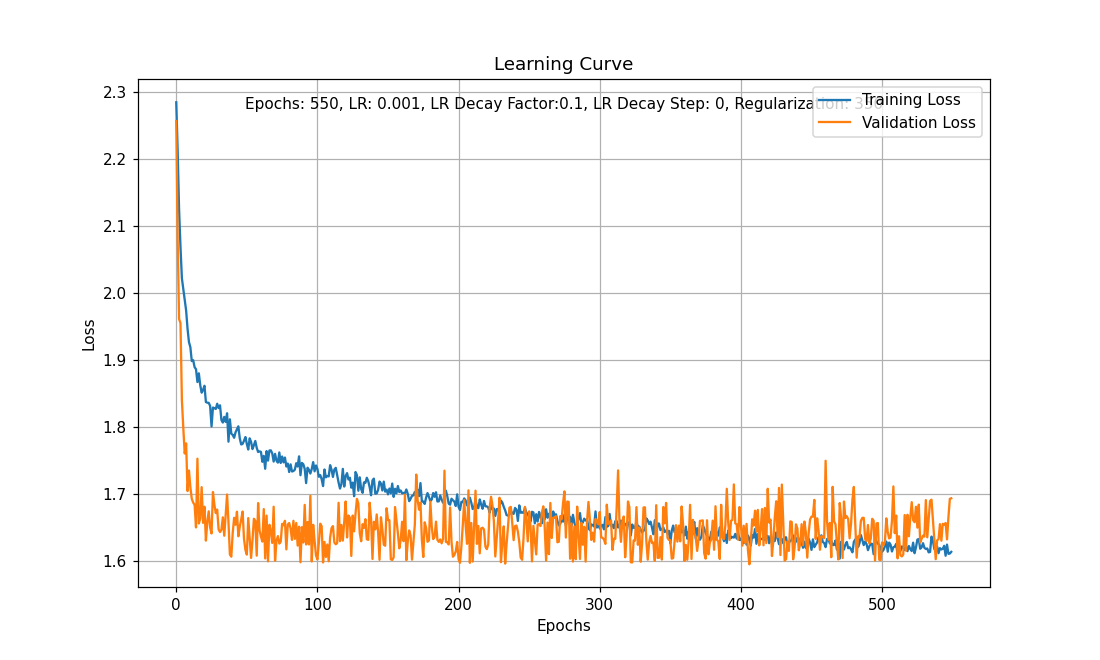 Learning Curve
Epochs: 550, LR: 0.001, LR Decay Factor:0.1, LR Decay Step: 0, Regularization: 350
Training Loss
Validation Loss
2.3
2.2
2.1
2.0
1.9
1.8
1.7
1.6
Loss
0 100 200 300 400 500
Epochs